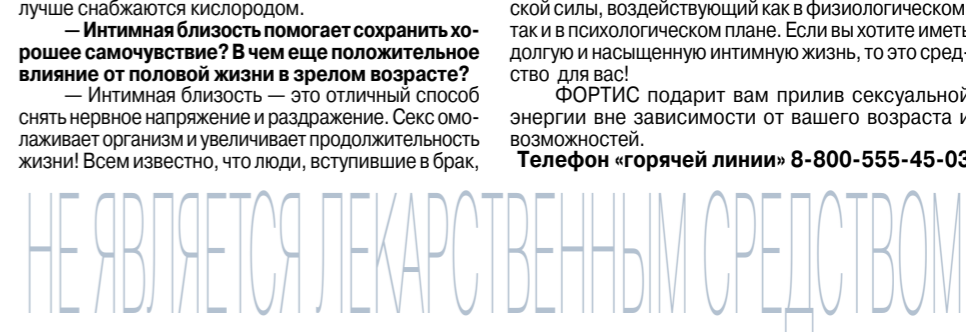 лучше снабжаются кислородом.
— Интимная близость помогает сохранить хо-
рошее самочувствие? В чем еще положительное
влияние от половой жизни в зрелом возрасте?
— Интимная близость — это отличный способ
снять нервное напряжение и раздражение. Секс омо-
лаживает организм и увеличивает продолжительность
жизни! Всем известно, что люди, вступившие в брак,
ской силы, воздействующий как в физиологическом
так и в психологическом плане. Если вы хотите иметь
долгую и насыщенную интимную жизнь, то это сред-
ство для вас!
ФОРТИС подарит вам прилив сексуальной
энергии вне зависимости от вашего возраста и
возможностей.
Телефон «горячей линии» 8-800-555-45-03
НЕ ЯВЛЯЕТСЯ ЛЕКАРСТВЕННЫМ СРЕДСТВОМ